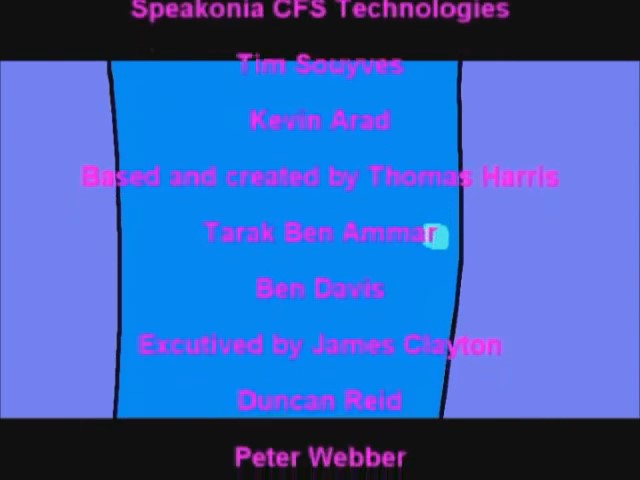 Speakonia CFS Technologies
Tim Souyves
Kevin Arad
Based and created by Thomas Harris
Tarak Ben Ammar
Ben Davis
Excutived by James Clayton
Duncan Reid
Peter Webber